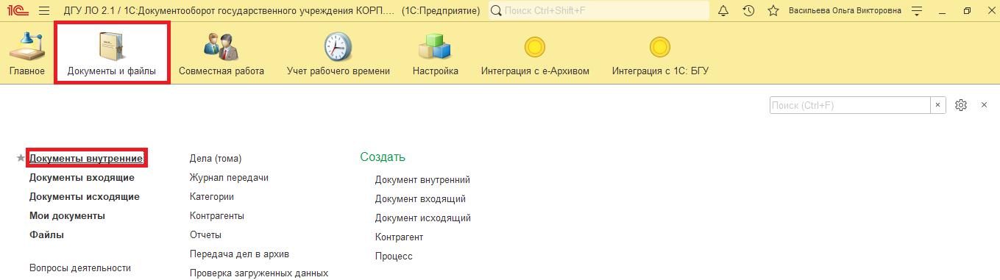 1С ДГУ ЛО 2.1 / 1С:Документооборот государственного учреждения КОРП.... (1С:Предприятие) Поиск Ctrl+Shift+F Васильева Ольга Викторовна
Главное Документы и файлы Совместная работа Учет рабочего времени Настройка Интеграция с е-Архивом Интеграция с 1С: БГУ
Поиск (Ctrl+F)
Документы внутренние
Документы входящие
Документы исходящие
Мои документы
Файлы
Вопросы деятельности
Дела (тома)
Журнал передачи
Категории
Контрагенты
Отчеты
Передача дел в архив
Проверка загруженных данных
Создать
Документ внутренний
Документ входящий
Документ исходящий
Контрагент
Процесс